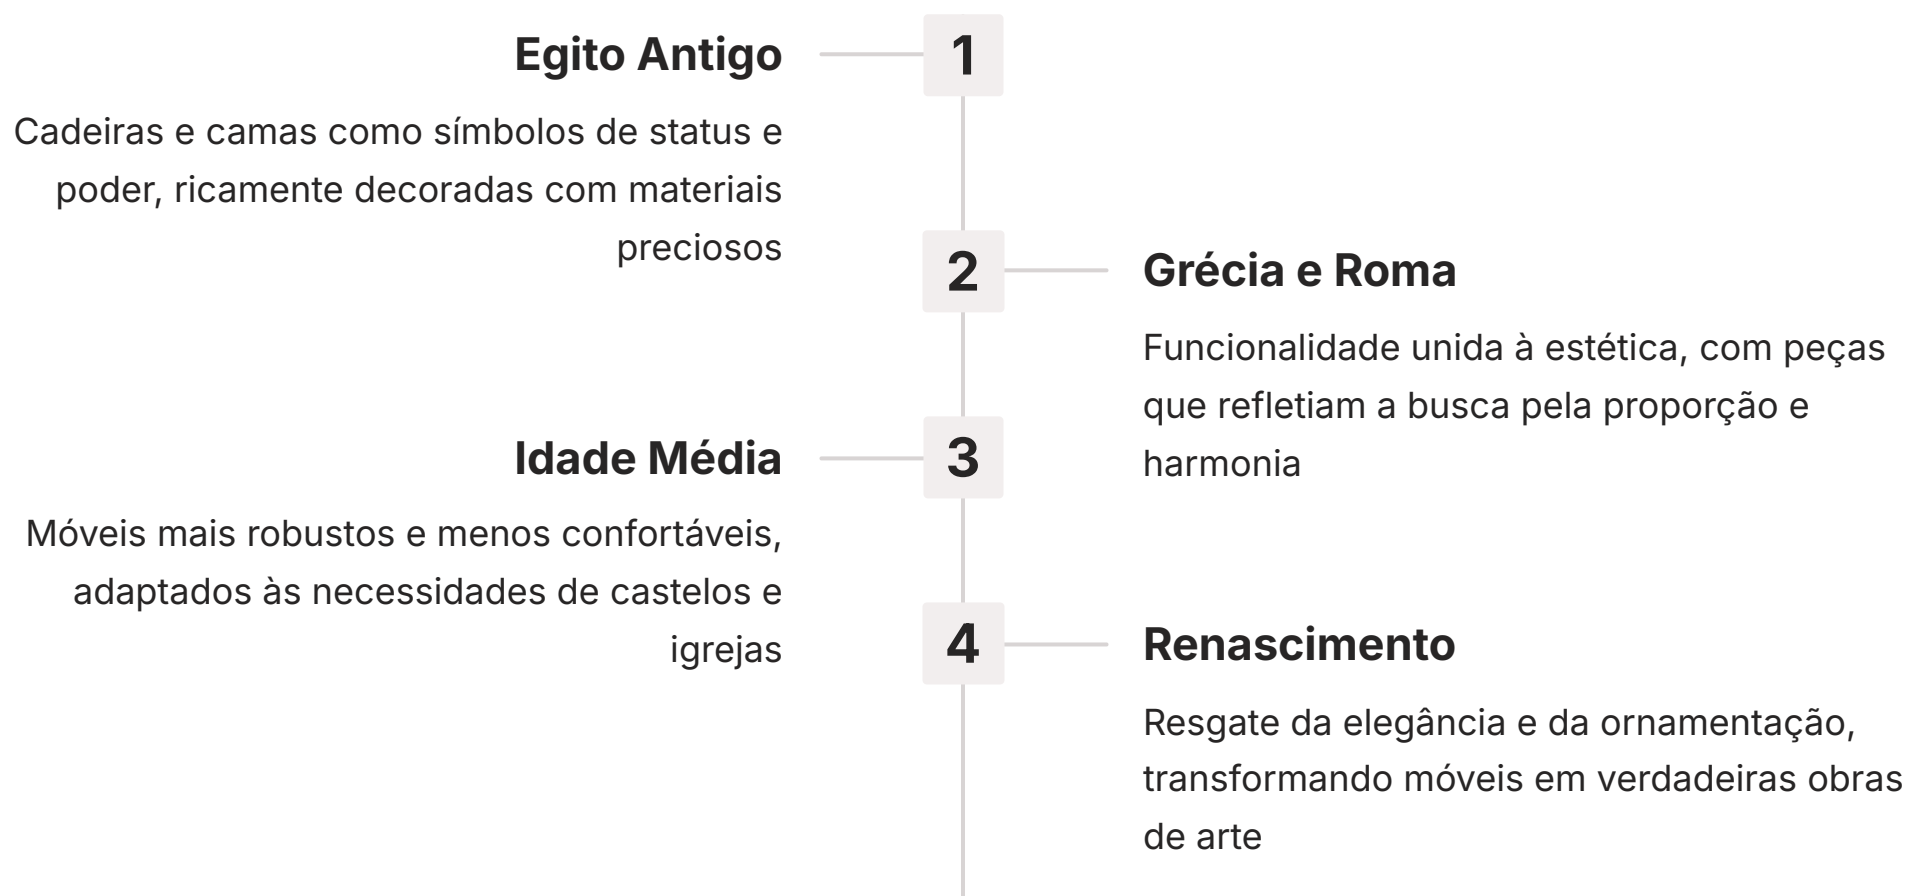 Egito Antigo
1
Cadeiras e camas como símbolos de status e
poder, ricamente decoradas com materiais
preciosos
2
Grécia e Roma
Funcionalidade unida à estética, com peças
que refletiam a busca pela proporção e
harmonia
Idade Média
3
Móveis mais robustos e menos confortáveis,
adaptados às necessidades de castelos e
igrejas
4
Renascimento
Resgate da elegância e da ornamentação,
transformando móveis em verdadeiras obras
de arte